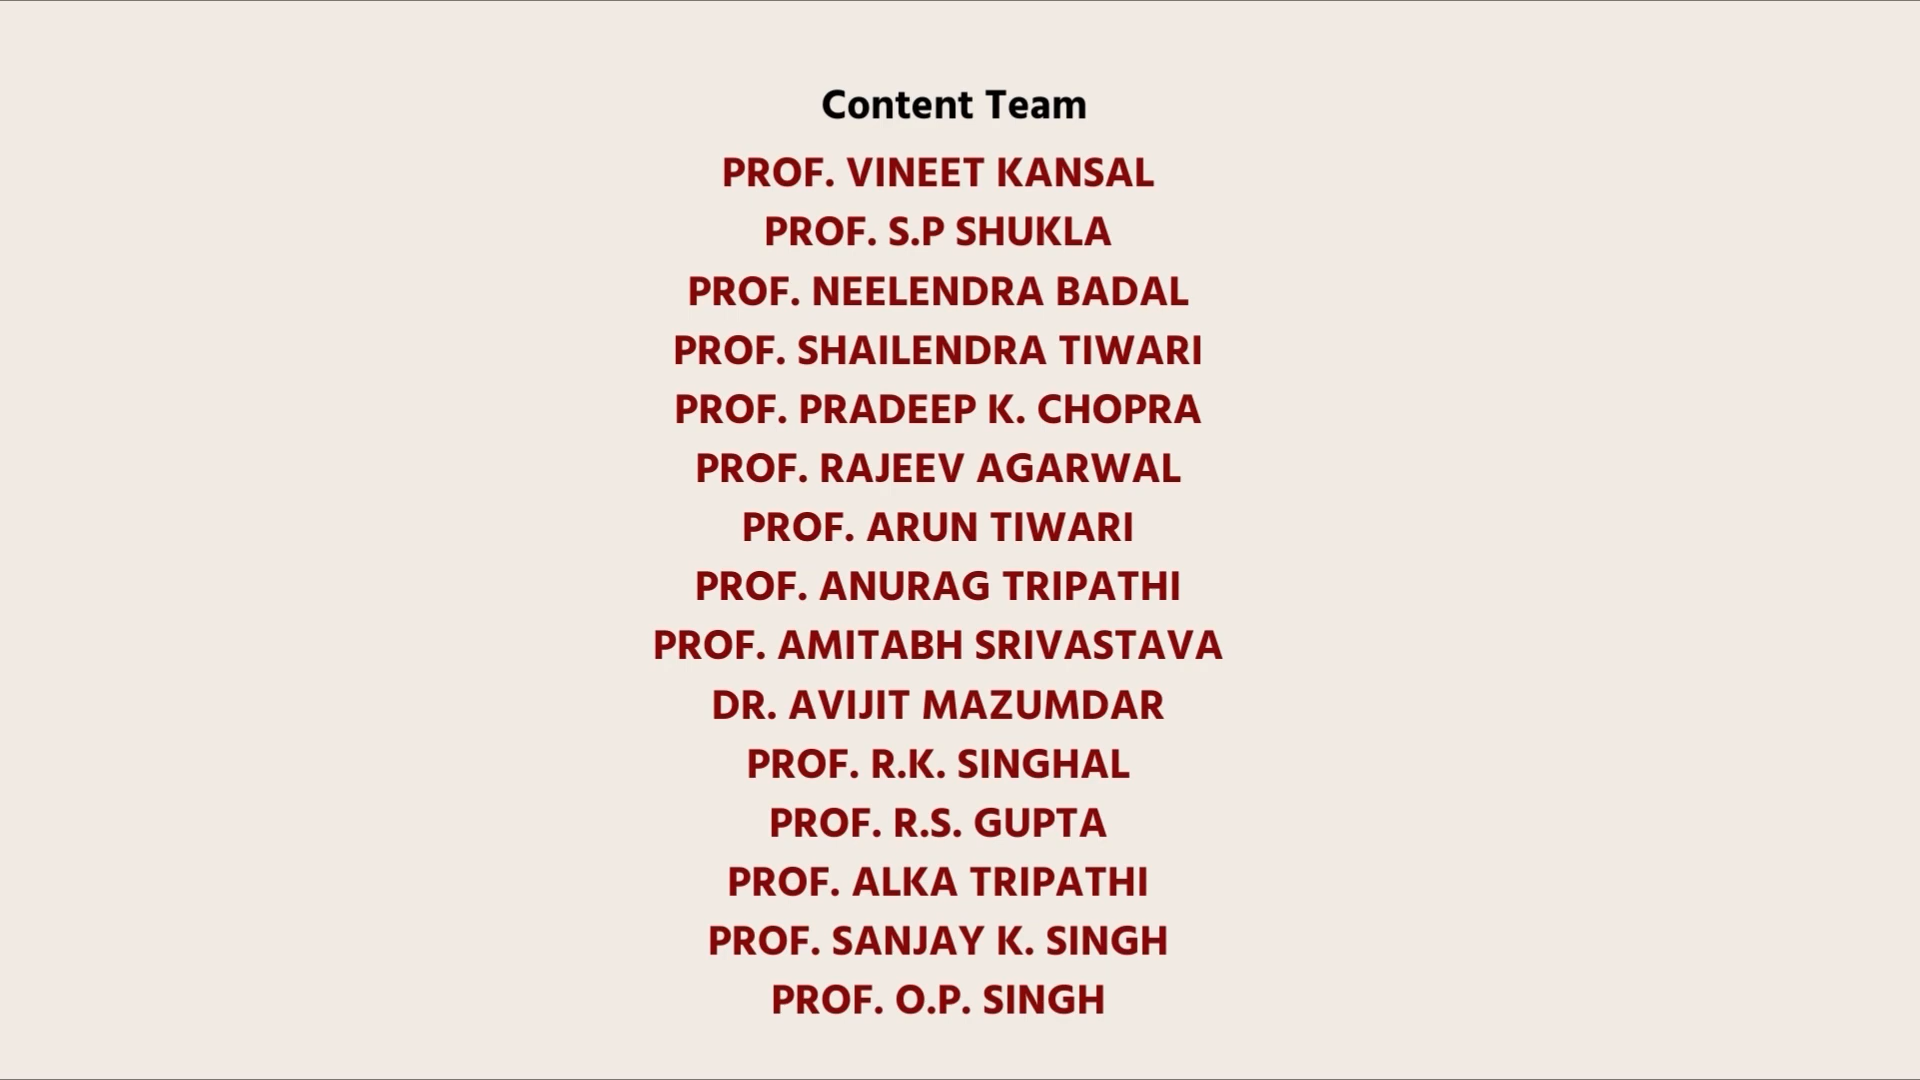 Content Team
PROF. VINEET KANSAL
PROF. S.P SHUKLA
PROF. NEELENDRA BADAL
PROF. SHAILENDRA TIWARI
PROF. PRADEEP K. CHOPRA
PROF. RAJEEV AGARWAL
PROF. ARUN TIWARI
PROF. ANURAG TRIPATHI
PROF. AMITABH SRIVASTAVA
DR. AVIJIT MAZUMDAR
PROF. R.K. SINGHAL
PROF. R.S. GUPTA
PROF. ALKA TRIPATHI
PROF. SANJAY K. SINGH
PROF. O.P. SINGH